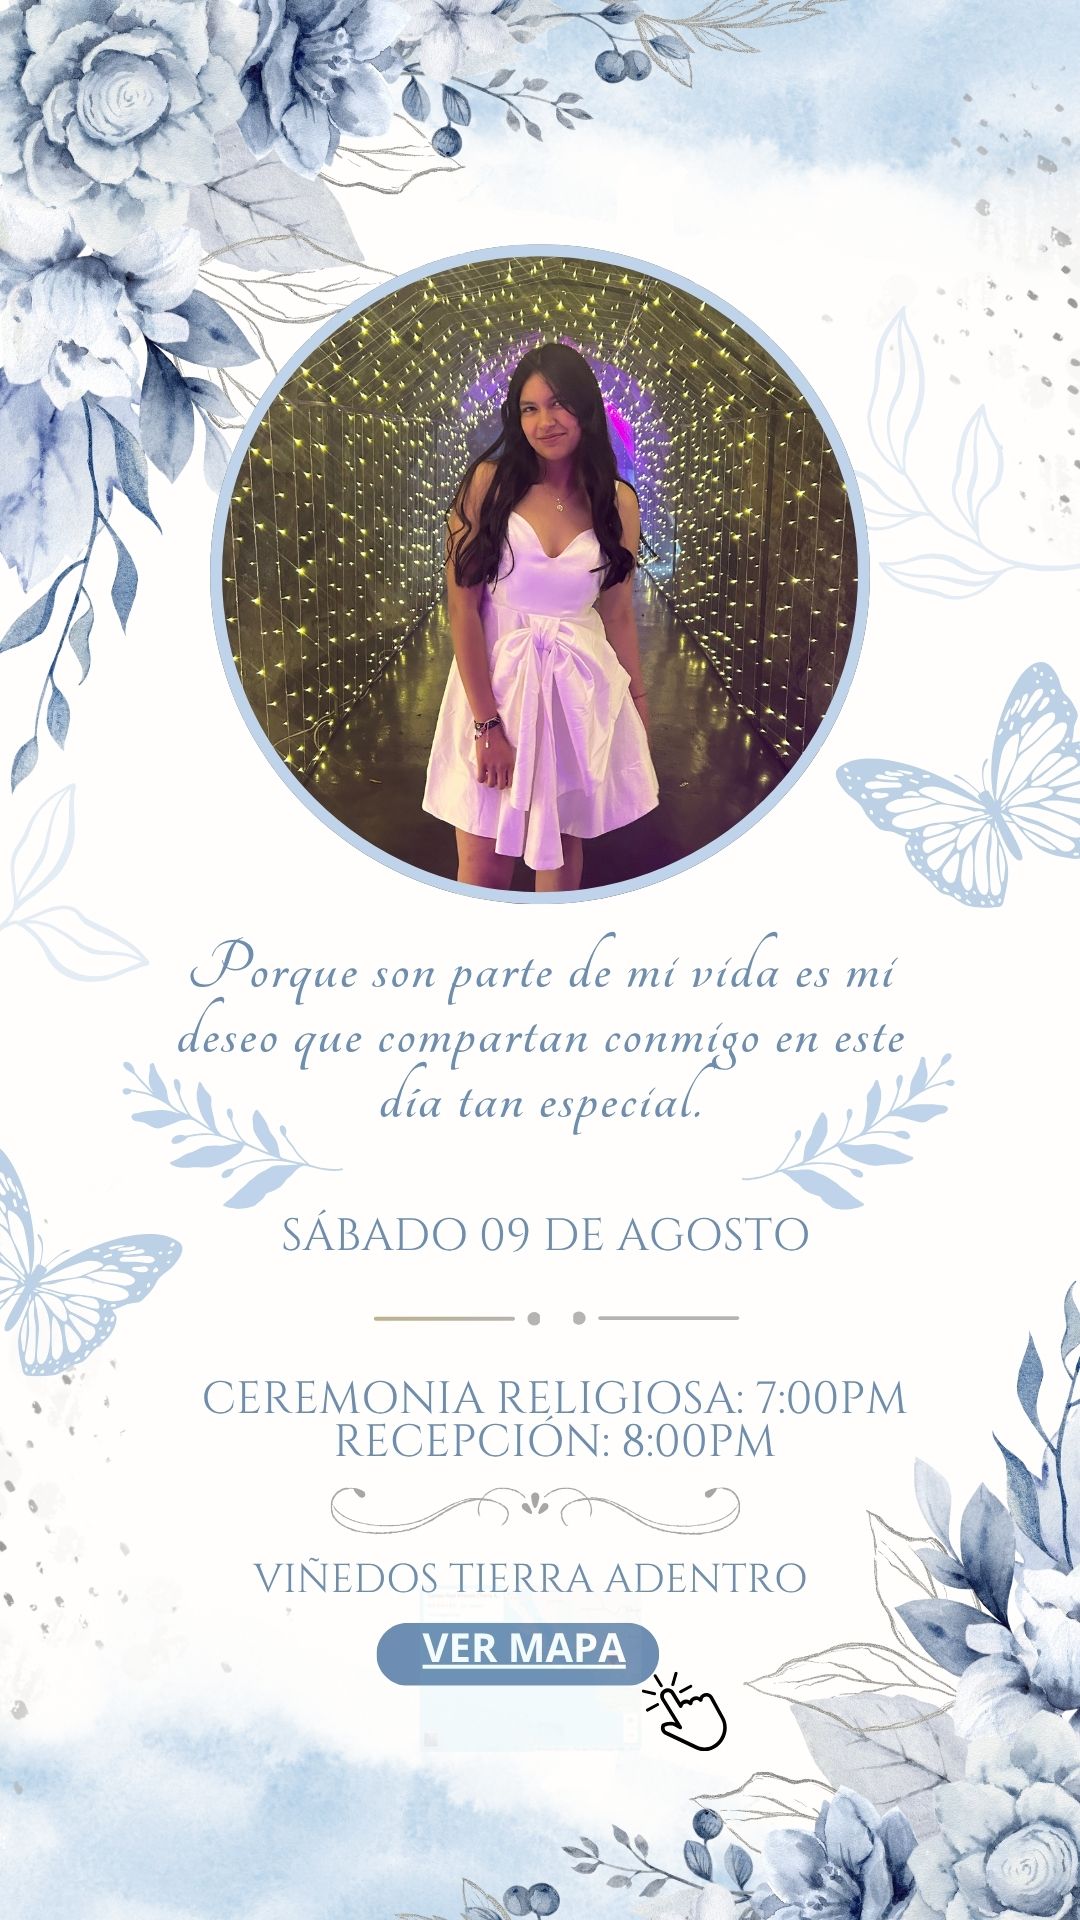 Porque son parte de mi vida es mi
deseo que compartan conmigo en este
día tan especial.
SÁBADO 09 DE AGOSTO
CEREMONIA RELIGIOSA: 7:00PM
RECEPCIÓN: 8:00PM
VIÑEDOS TIERRA ADENTRO
VER MAPA